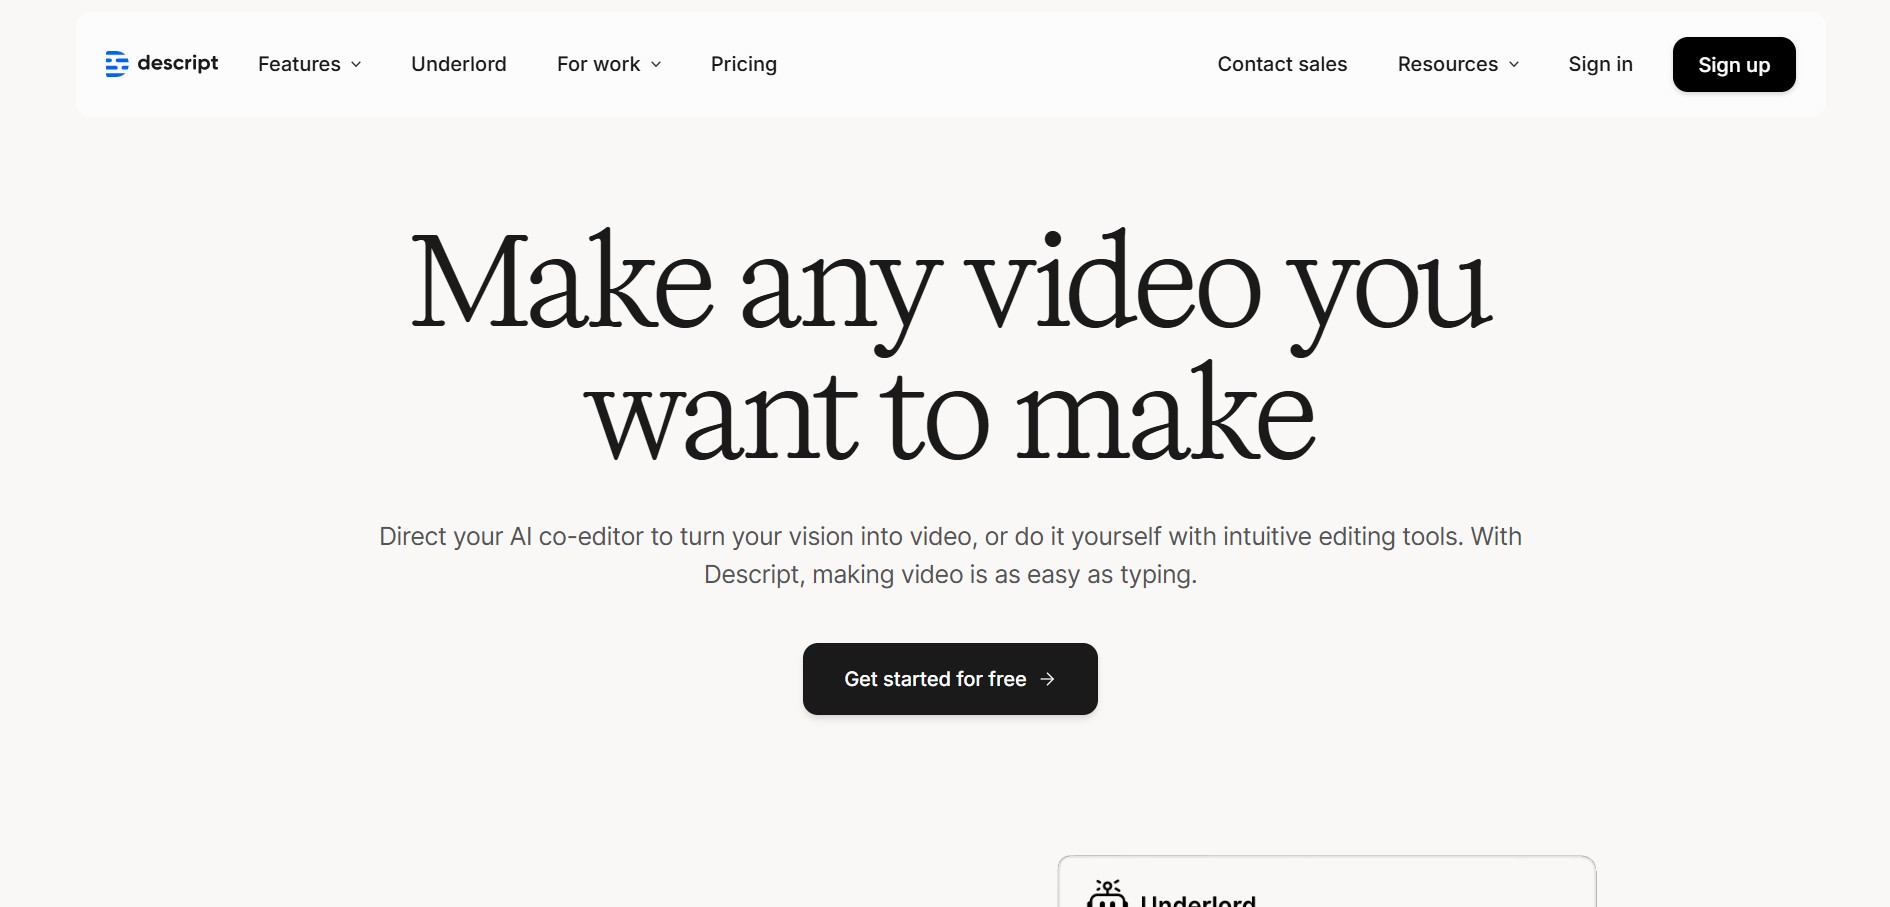 descript
Features
Underlord
For work
Pricing
Contact sales
Resources
Sign in
Sign up
Make any video you
want to make
Direct your AI co-editor to turn your vision into video, or do it yourself with intuitive editing tools. With
Descript, making video is as easy as typing.
Get started for free
Underlord